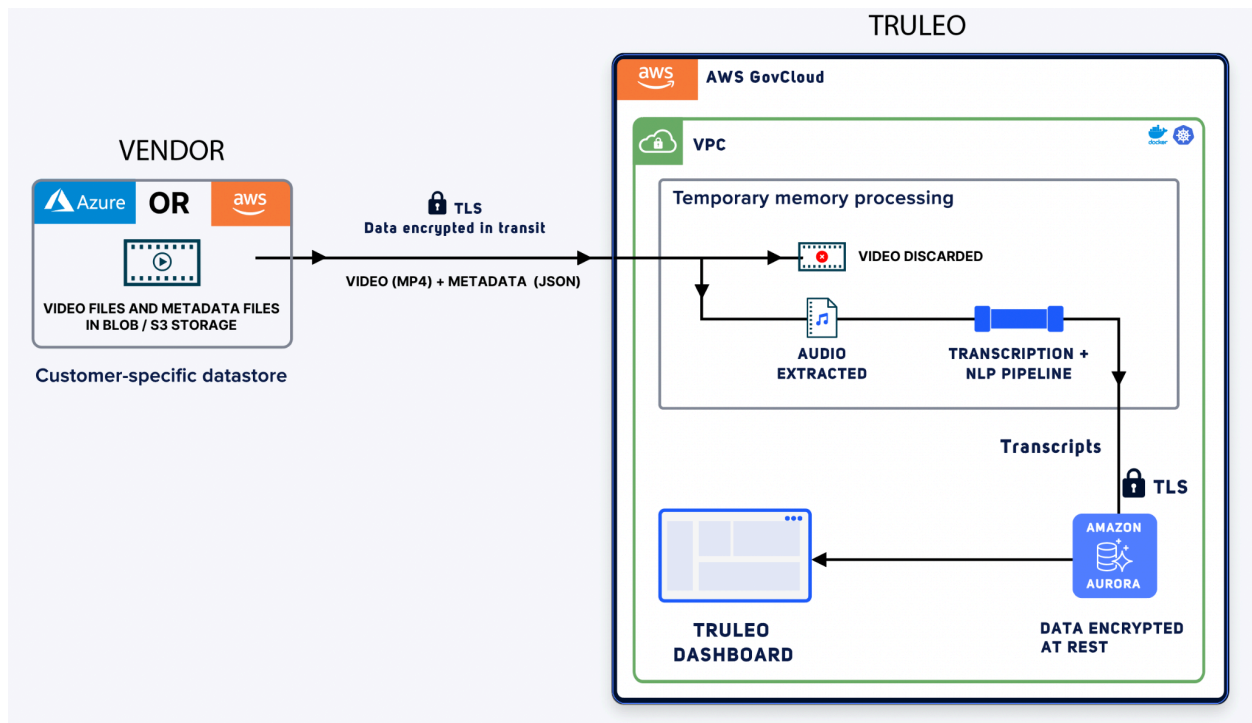 TRULEO
aws
AWS GovCloud
VPC
docker
VENDOR
Azure
OR
aws
VIDEO FILES AND METADATA FILES
IN BLOB / S3 STORAGE
Customer-specific datastore
TLS
Data encrypted in transit
VIDEO (MP4) + METADATA (JSON)
Temporary memory processing
VIDEO DISCARDED
AUDIO
EXTRACTED
TRANSCRIPTION +
NLP PIPELINE
Transcripts
TLS
AMAZON
AURORA
DATA ENCRYPTED
AT REST
TRULEO
DASHBOARD